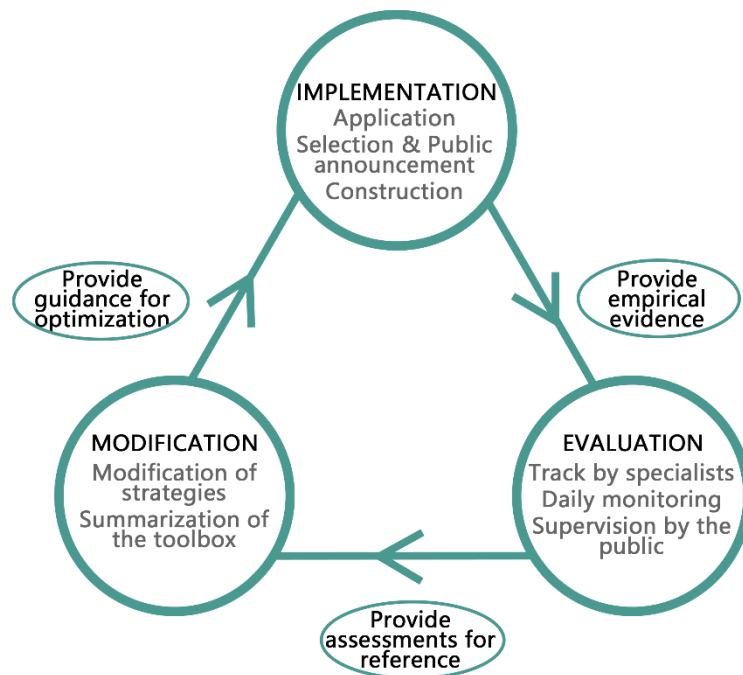 IMPLEMENTATION
Application
Selection & Public
announcement
Construction
Provide
guidance for
optimization
Provide
empirical
evidence
MODIFICATION
Modification of
strategies
Summarization of
the toolbox
EVALUATION
Track by specialists
Daily monitoring
Supervision by the
public
Provide
assessments for
reference